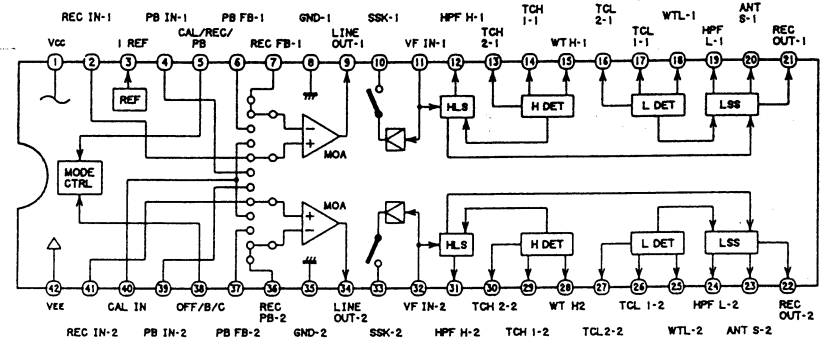 REC IN-1 PB IN-1 PB FB-1 GND-1 LINE OUT-1 SSK-1 HPF H-1 TCH 1-1 TCL 2-1 WTL-1 ANT S-1
VCC I REF CAL/REC/PB REC FB-1 VF IN-1 TCH 2-1 WT H-1 TCL 1-1 HPF L-1 REC OUT-1
1 2 3 4 5 6 7 8 9 10 11 12 13 14 15 16 17 18 19 20 21
REF
HLS H DET L DET LSS
MOA
MODE CTRL
MOA
HLS H DET L DET LSS
42 41 40 39 38 37 36 35 34 33 32 31 30 29 28 27 26 25 24 23 22
VEE CAL IN OFF/B/C REC PB-2 LINE OUT-2 VF IN-2 TCH 2-2 WT H2 TCL 1-2 HPF L-2 REC OUT-2
REC IN-2 PB IN-2 PB FB-2 GND-2 SSK-2 HPF H-2 TCH 1-2 TCL2-2 WTL-2 ANT S-2